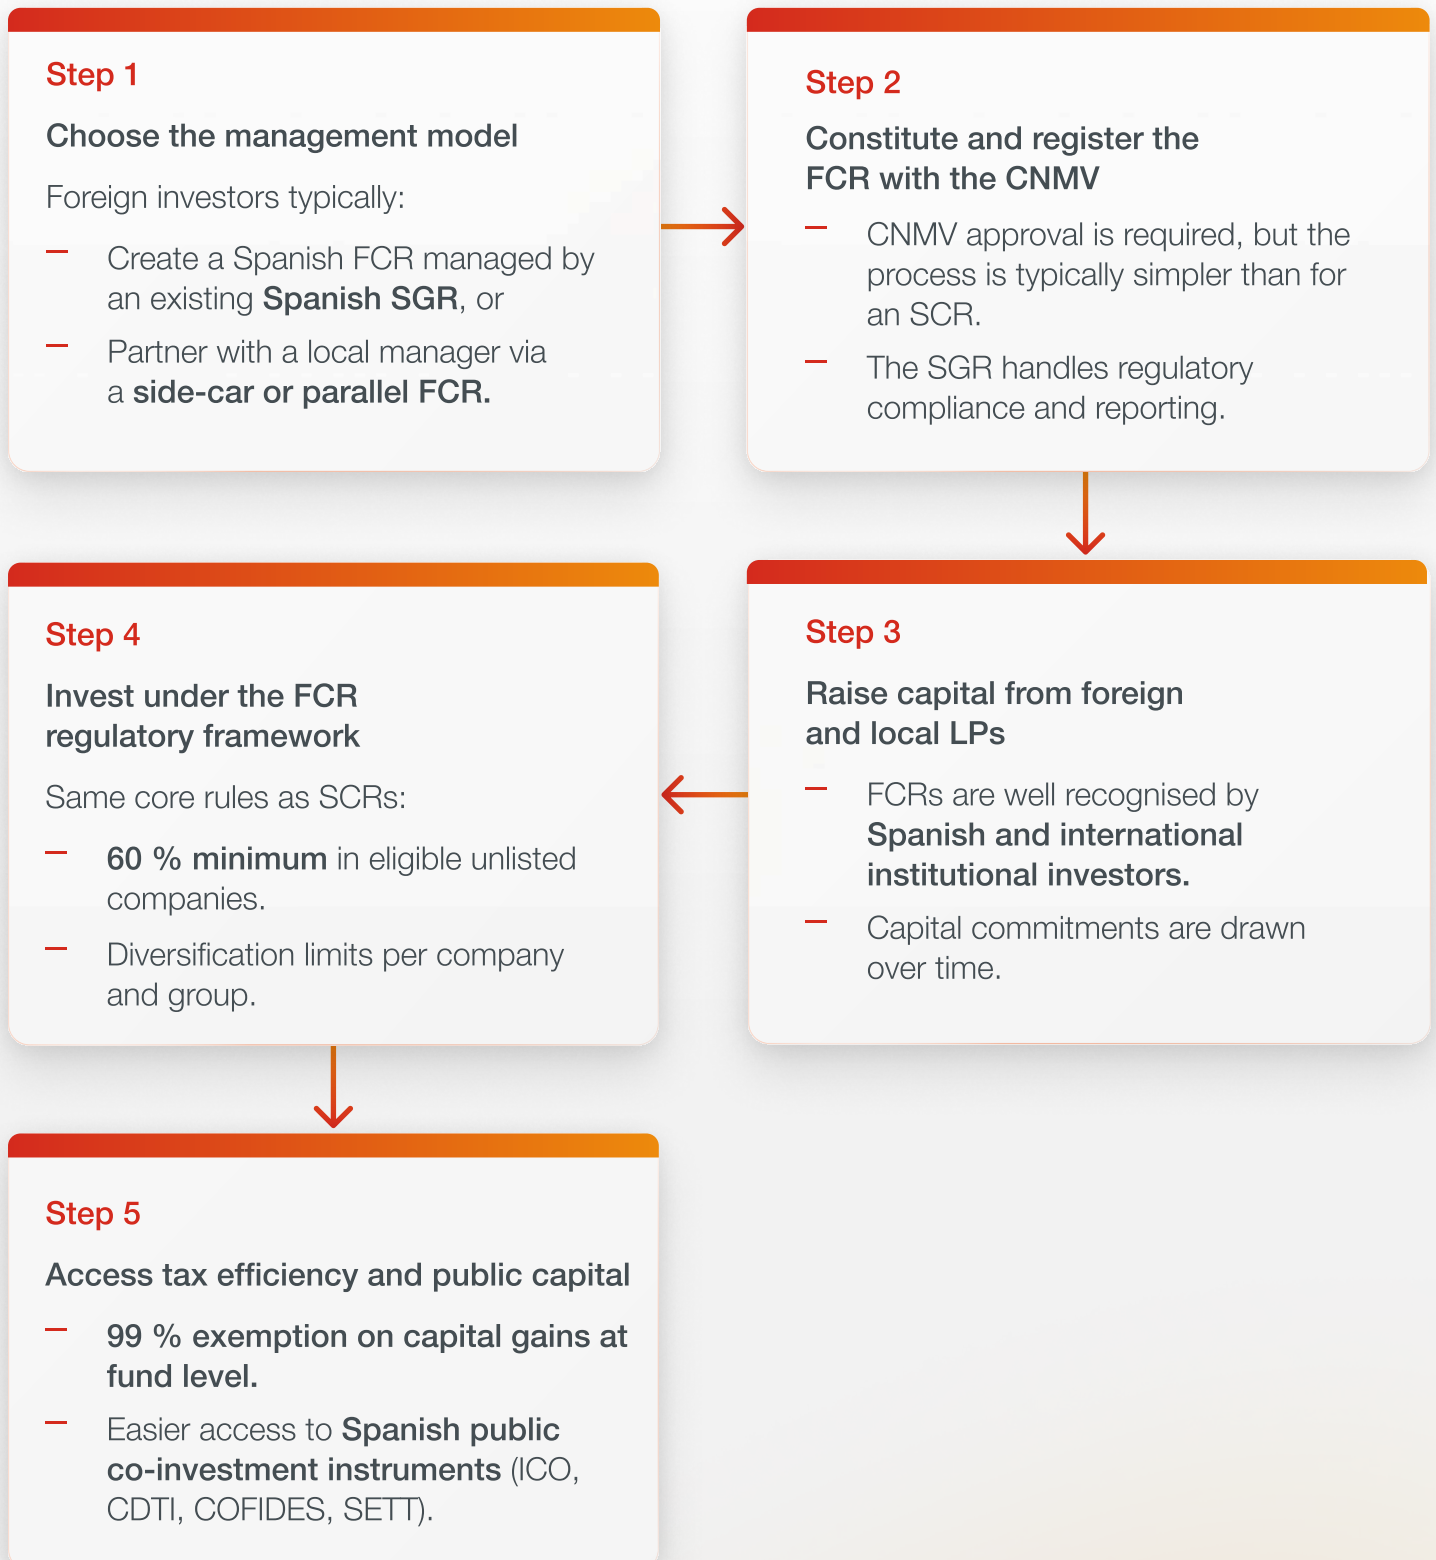 Step 1
Choose the management model
Foreign investors typically:
— Create a Spanish FCR managed by
an existing Spanish SGR, or
— Partner with a local manager via
a side-car or parallel FCR.
Step 2
Constitute and register the
FCR with the CNMV
— CNMV approval is required, but the
process is typically simpler than for
an SCR.
— The SGR handles regulatory
compliance and reporting.
Step 3
Raise capital from foreign
and local LPs
— FCRs are well recognised by
Spanish and international
institutional investors.
— Capital commitments are drawn
over time.
Step 4
Invest under the FCR
regulatory framework
Same core rules as SCRs:
— 60 % minimum in eligible unlisted
companies.
— Diversification limits per company
and group.
Step 5
Access tax efficiency and public capital
— 99 % exemption on capital gains at
fund level.
— Easier access to Spanish public
co-investment instruments (ICO,
CDTI, COFIDES, SETT).